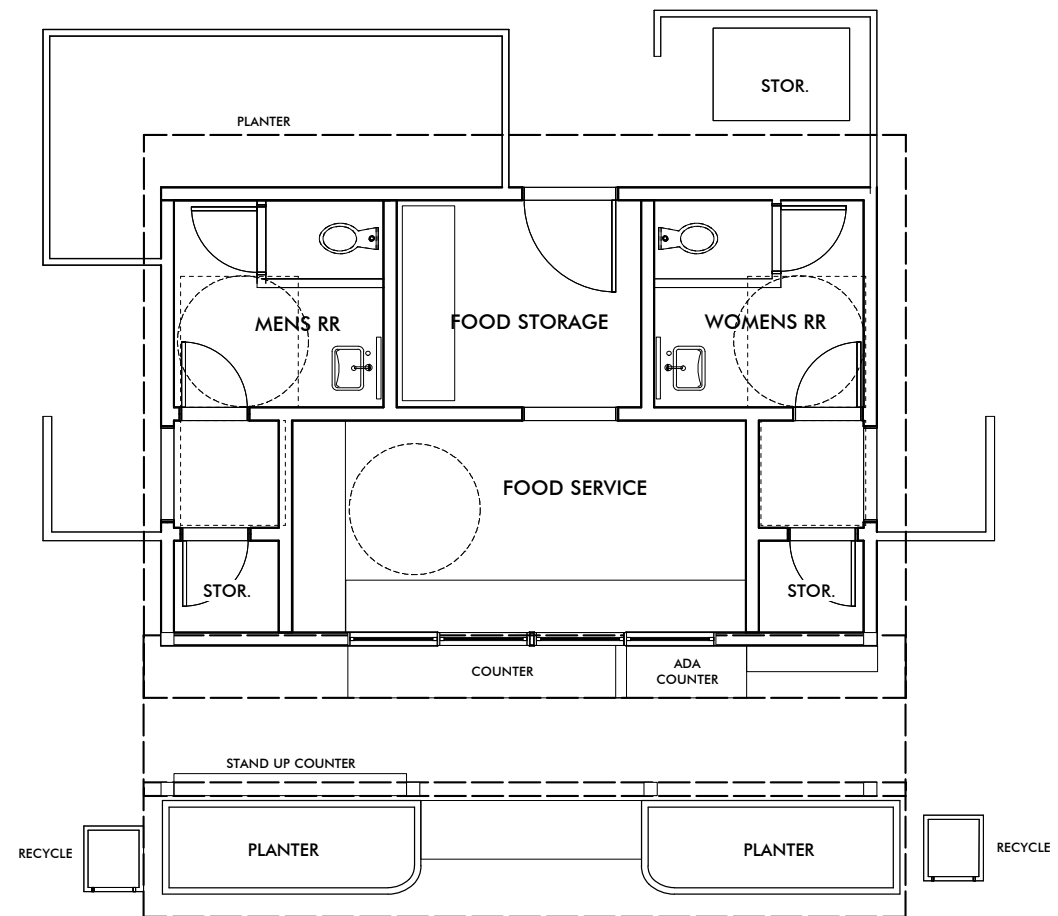 STOR.
PLANTER
MENS RR
FOOD STORAGE
WOMENS RR
FOOD SERVICE
STOR.
STOR.
COUNTER
ADA
COUNTER
STAND UP COUNTER
RECYCLE
PLANTER
PLANTER
RECYCLE